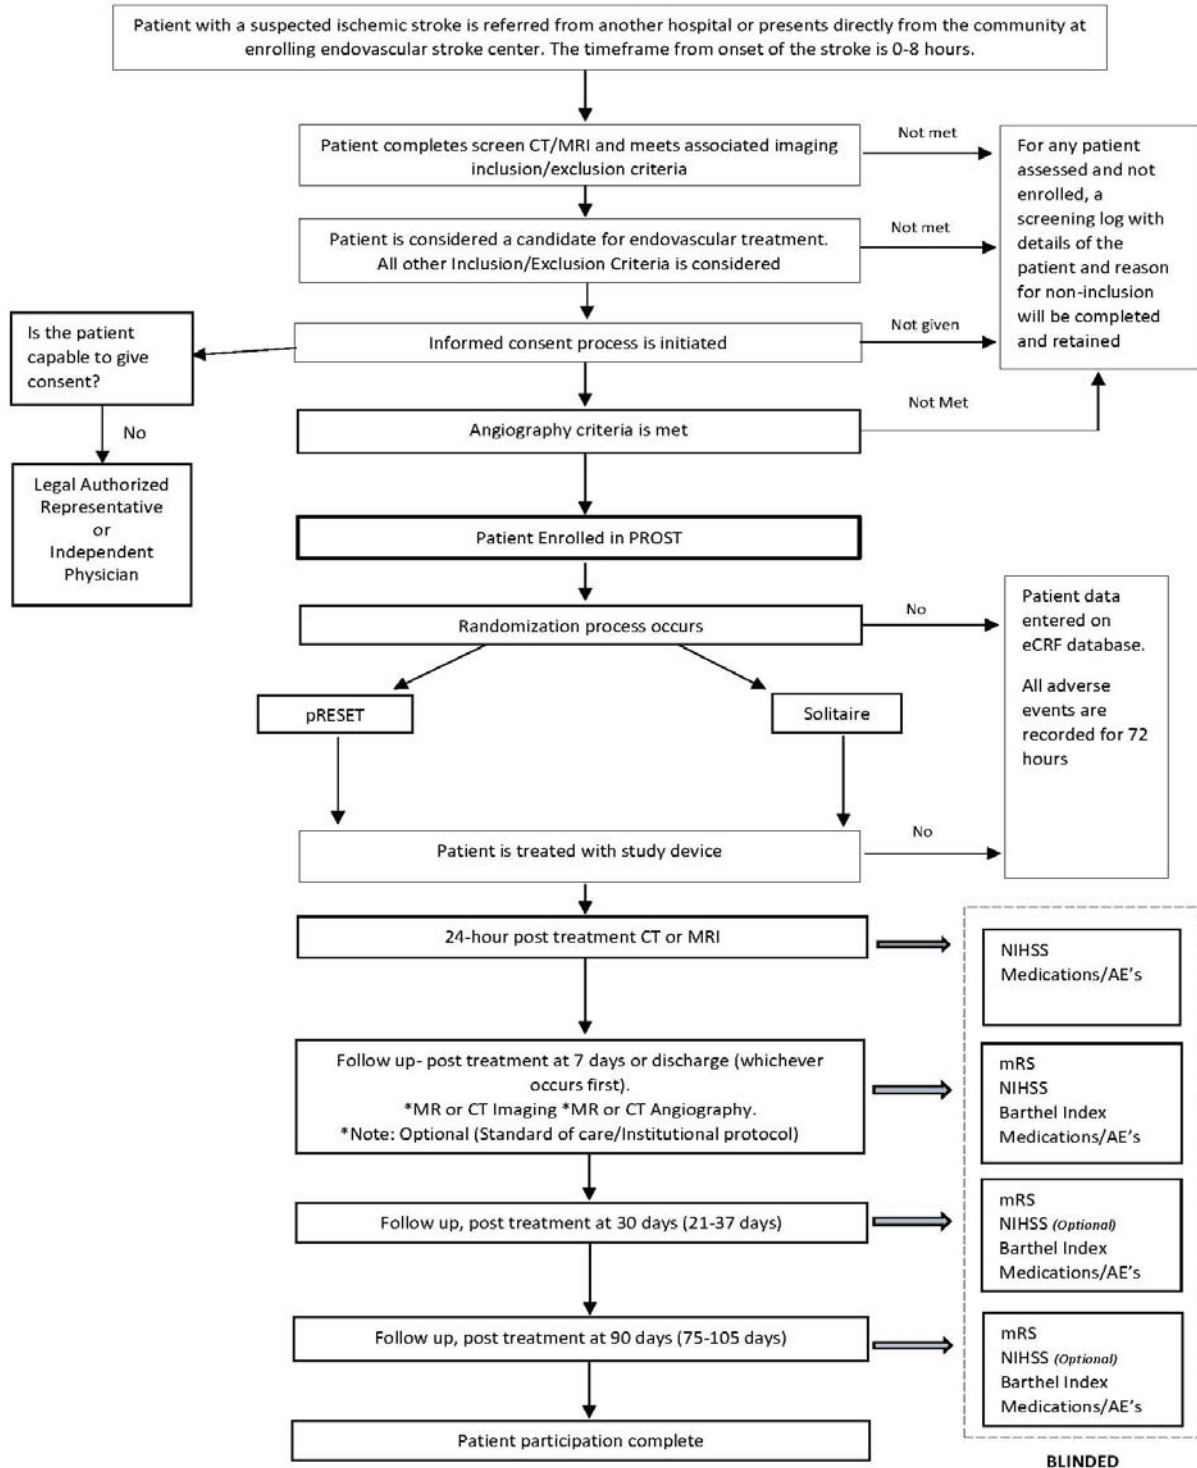 Patient with a suspected ischemic stroke is referred from another hospital or presents directly from the community at
enrolling endovascular stroke center. The timeframe from onset of the stroke is 0-8 hours.
Patient completes screen CT/MRI and meets associated imaging
inclusion/exclusion criteria
Not met
For any patient
assessed and not
enrolled, a
screening log with
details of the
patient and reason
for non-inclusion
will be completed
and retained
Patient is considered a candidate for endovascular treatment.
All other Inclusion/Exclusion Criteria is considered
Not met
Is the patient
capable to give
consent?
Informed consent process is initiated
Not given
No
Legal Authorized
Representative
or
Independent
Physician
Angiography criteria is met
Not Met
Patient Enrolled in PROST
Randomization process occurs
No
Patient data
entered on
eCRF database.
All adverse
events are
recorded for 72
hours
pRESET
Solitaire
Patient is treated with study device
No
24-hour post treatment CT or MRI
NIHSS
Medications/AE's
Follow up- post treatment at 7 days or discharge (whichever
occurs first).
*MR or CT Imaging *MR or CT Angiography.
*Note: Optional (Standard of care/Institutional protocol)
mRS
NIHSS
Barthel Index
Medications/AE's
Follow up, post treatment at 30 days (21-37 days)
mRS
NIHSS (Optional)
Barthel Index
Medications/AE's
Follow up, post treatment at 90 days (75-105 days)
mRS
NIHSS (Optional)
Barthel Index
Medications/AE's
Patient participation complete
BLINDED